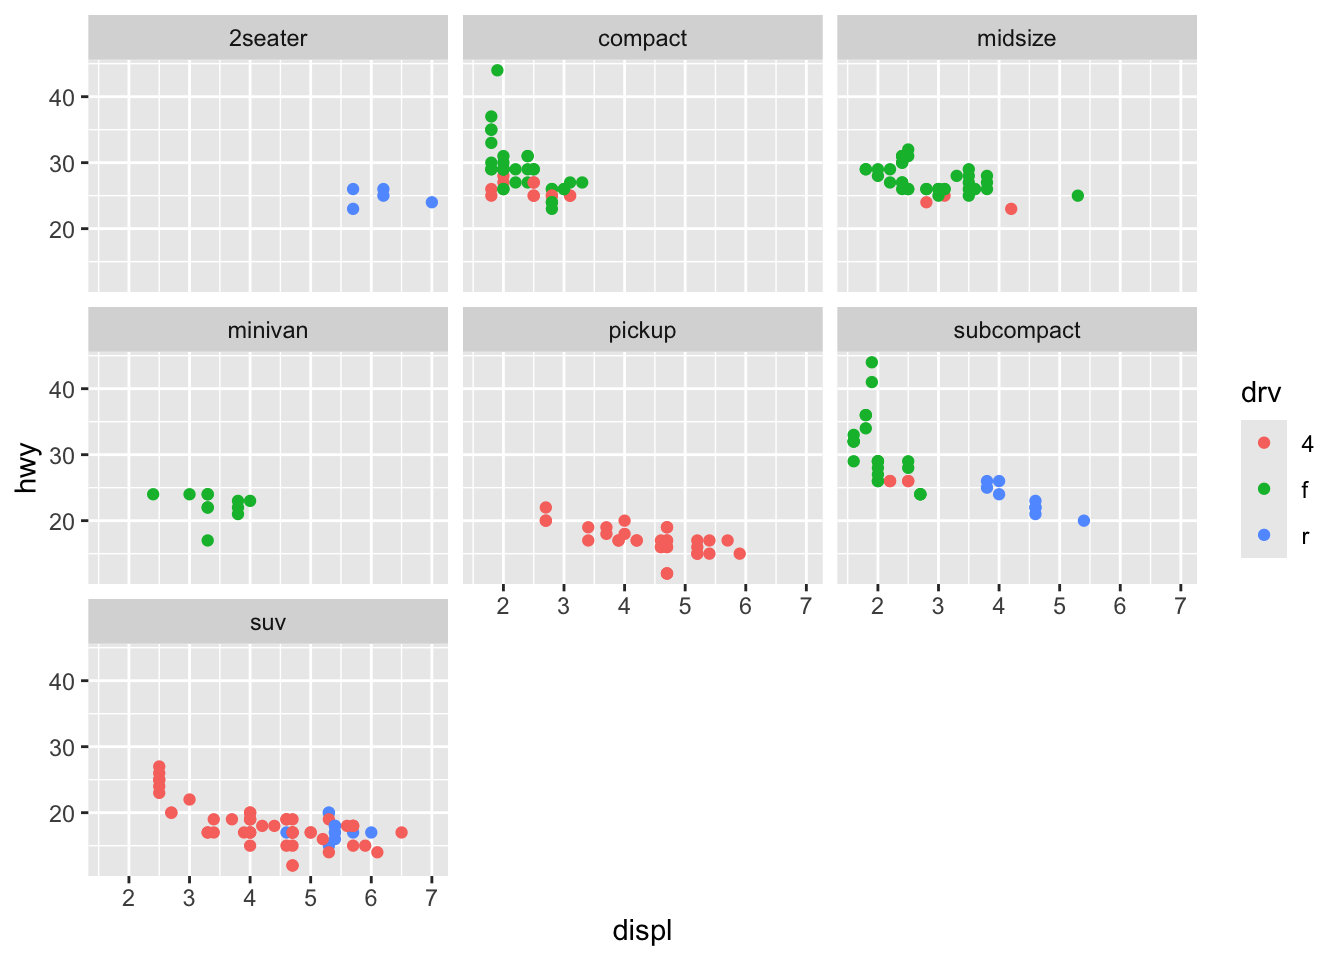 2seater compact midsize
40
30
20
minivan pickup subcompact
40
30
20
2 3 4 5 6 7 2 3 4 5 6 7
suv
40
30
20
2 3 4 5 6 7
displ
hwy
drv
4
f
r